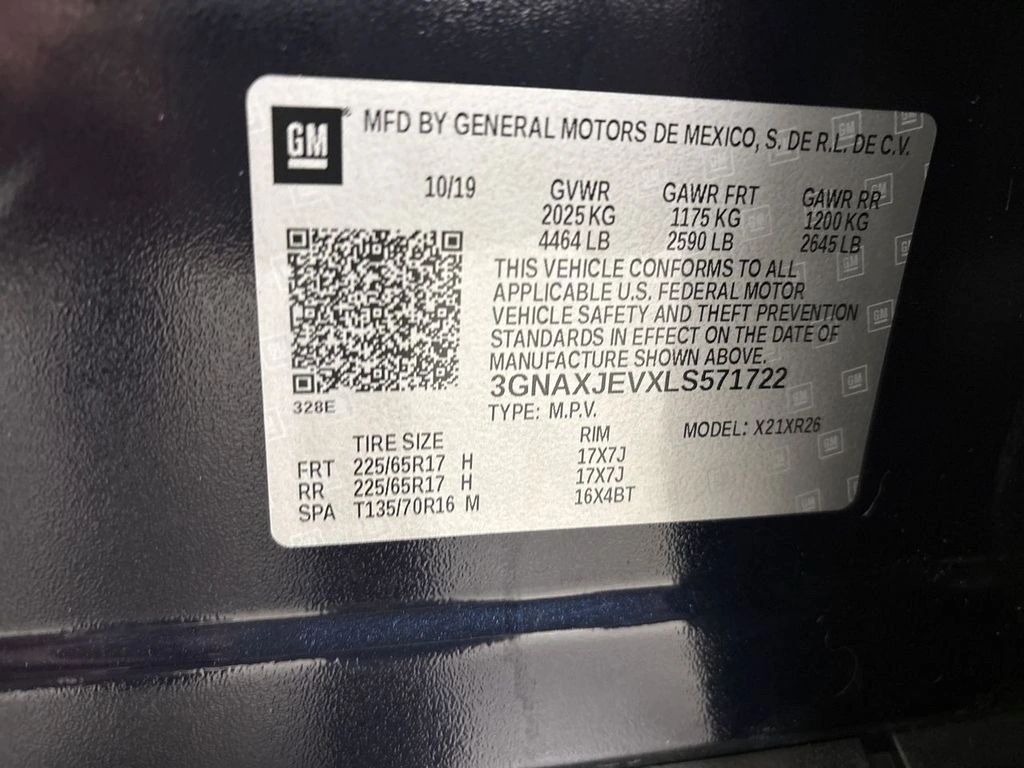 GM MFD BY GENERAL MOTORS DE MEXICO, S. DE R.L. DE C.V.
10/19 GVWR GAWR FRT GAWR RR
2025 KG 1175 KG 1200 KG
4464 LB 2590 LB 2645 LB
THIS VEHICLE CONFORMS TO ALL
APPLICABLE U.S. FEDERAL MOTOR
VEHICLE SAFETY AND THEFT PREVENTION
STANDARDS IN EFFECT ON THE DATE OF
MANUFACTURE SHOWN ABOVE.
3GNAXJEVXLS571722
328E
TYPE: M.P.V. MODEL: X21XR26
TIRE SIZE RIM
FRT 225/65R17 H 17X7J
RR 225/65R17 H 17X7J
SPA T135/70R16 M 16X4BT